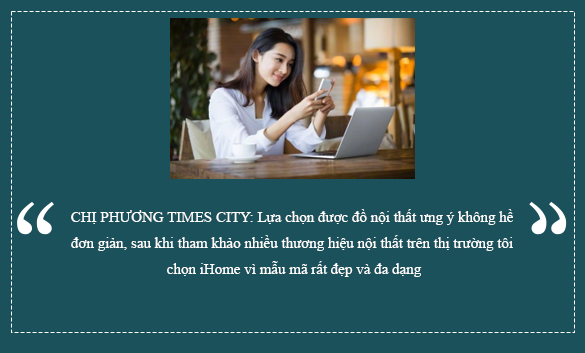 CHỊ PHƯƠNG TIMES CITY: Lựa chọn được đồ nội thất ưng ý không hề
đơn giản, sau khi tham khảo nhiều thương hiệu nội thất trên thị trường tôi
chọn iHome vì mẫu mã rất đẹp và đa dạng